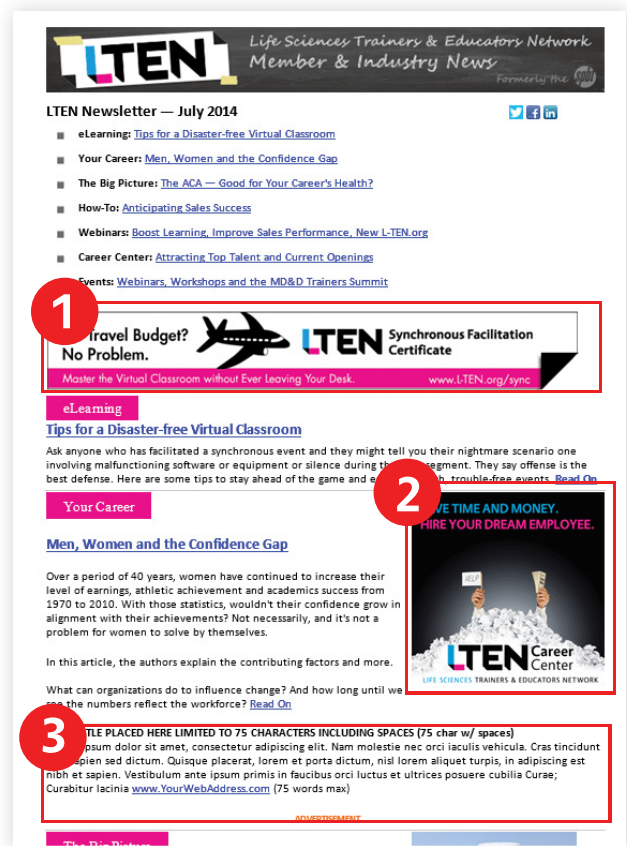 LTEN
Life Sciences Trainers & Educators Network
Member & Industry News
Formerly the spbt
LTEN Newsletter — July 2014
eLearning: Tips for a Disaster-free Virtual Classroom
Your Career: Men, Women and the Confidence Gap
The Big Picture: The ACA — Good for Your Career's Health?
How-To: Anticipating Sales Success
Webinars: Boost Learning, Improve Sales Performance, New L-TEN.org
Career Center: Attracting Top Talent and Current Openings
Events: Webinars, Workshops and the MD&D Trainers Summit
1
Travel Budget?
No Problem.
LTEN Synchronous Facilitation
Certificate
Master the Virtual Classroom without Ever Leaving Your Desk.
www.L-TEN.org/sync
eLearning
Tips for a Disaster-free Virtual Classroom
Ask anyone who has facilitated a synchronous event and they might tell you their nightmare scenario one
involving malfunctioning software or equipment or silence during segment. They say offense is the
best defense. Here are some tips to stay ahead of the game and trouble-free events. Read On
Your Career
Men, Women and the Confidence Gap
Over a period of 40 years, women have continued to increase their
level of earnings, athletic achievement and academics success from
1970 to 2010. With those statistics, wouldn't their confidence grow in
alignment with their achievements? Not necessarily, and it's not a
problem for women to solve by themselves.
In this article, the authors explain the contributing factors and more.
What can organizations do to influence change? And how long until we
see the numbers reflect the workforce? Read On
2
TIME AND MONEY.
HIRE YOUR DREAM EMPLOYEE.
HELP
LTEN Career
Center
LIFE SCIENCES TRAINERS & EDUCATORS NETWORK
3
PLACED HERE LIMITED TO 75 CHARACTERS INCLUDING SPACES (75 char w/ spaces)
dolor sit amet, consectetur adipiscing elit. Nam molestie nec orci iaculis vehicula. Cras tincidunt
sapien sed dictum. Quisque placerat, lorem et porta dictum, nisl lorem aliquet turpis, in adipiscing est
nibh et sapien. Vestibulum ante ipsum primis in faucibus orci luctus et ultrices posuere cubilia Curae;
Curabitur lacinia www.YourWebAddress.com (75 words max)
ADVERTISEMENT
The Big Picture